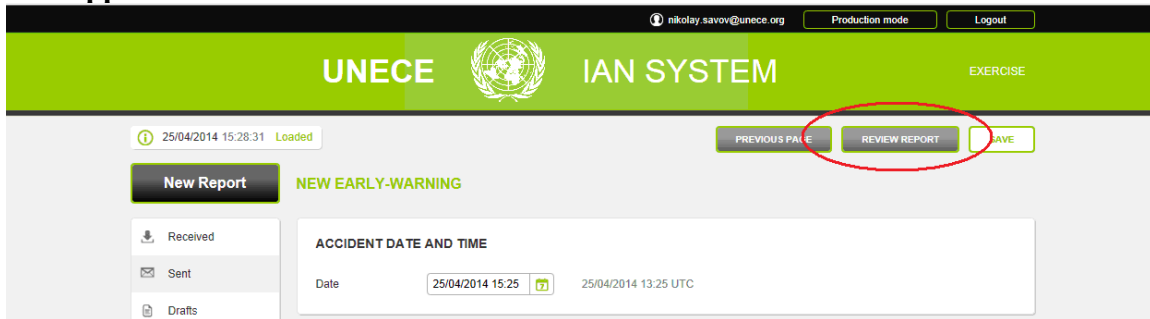 nikolay.savov@unece.org Production mode Logout
UNECE IAN SYSTEM EXERCISE
25/04/2014 15:28:31 Loaded PREVIOUS PAGE REVIEW REPORT SAVE
New Report NEW EARLY-WARNING
Received
ACCIDENT DATE AND TIME
Sent
Date 25/04/2014 15:25 25/04/2014 13:25 UTC
Drafts